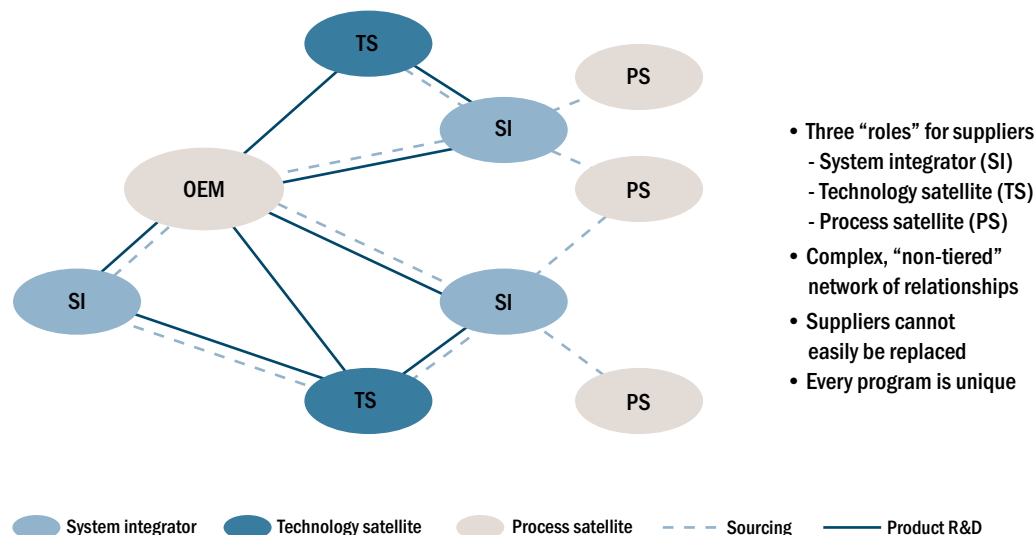 TS
PS
SI
OEM
PS
SI
SI
TS
PS
• Three “roles” for suppliers
- System integrator (SI)
- Technology satellite (TS)
- Process satellite (PS)
• Complex, “non-tiered”
network of relationships
• Suppliers cannot
easily be replaced
• Every program is unique
System integrator
Technology satellite
Process satellite
Sourcing
Product R&D